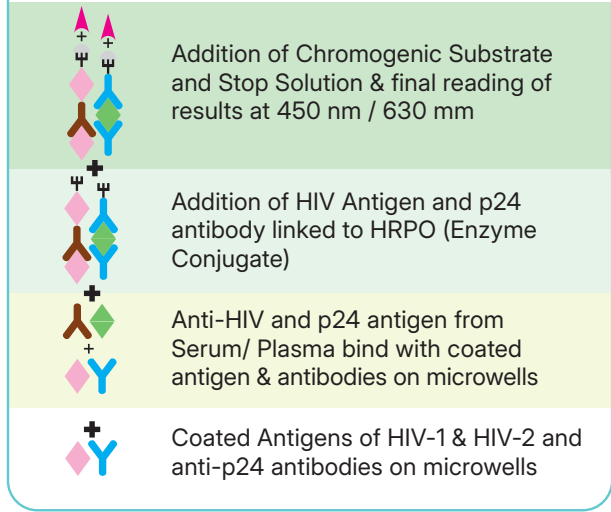 Addition of Chromogenic Substrate
and Stop Solution & final reading of
results at 450 nm / 630 mm
Addition of HIV Antigen and p24
antibody linked to HRPO (Enzyme
Conjugate)
Anti-HIV and p24 antigen from
Serum/ Plasma bind with coated
antigen & antibodies on microwells
Coated Antigens of HIV-1 & HIV-2 and
anti-p24 antibodies on microwells